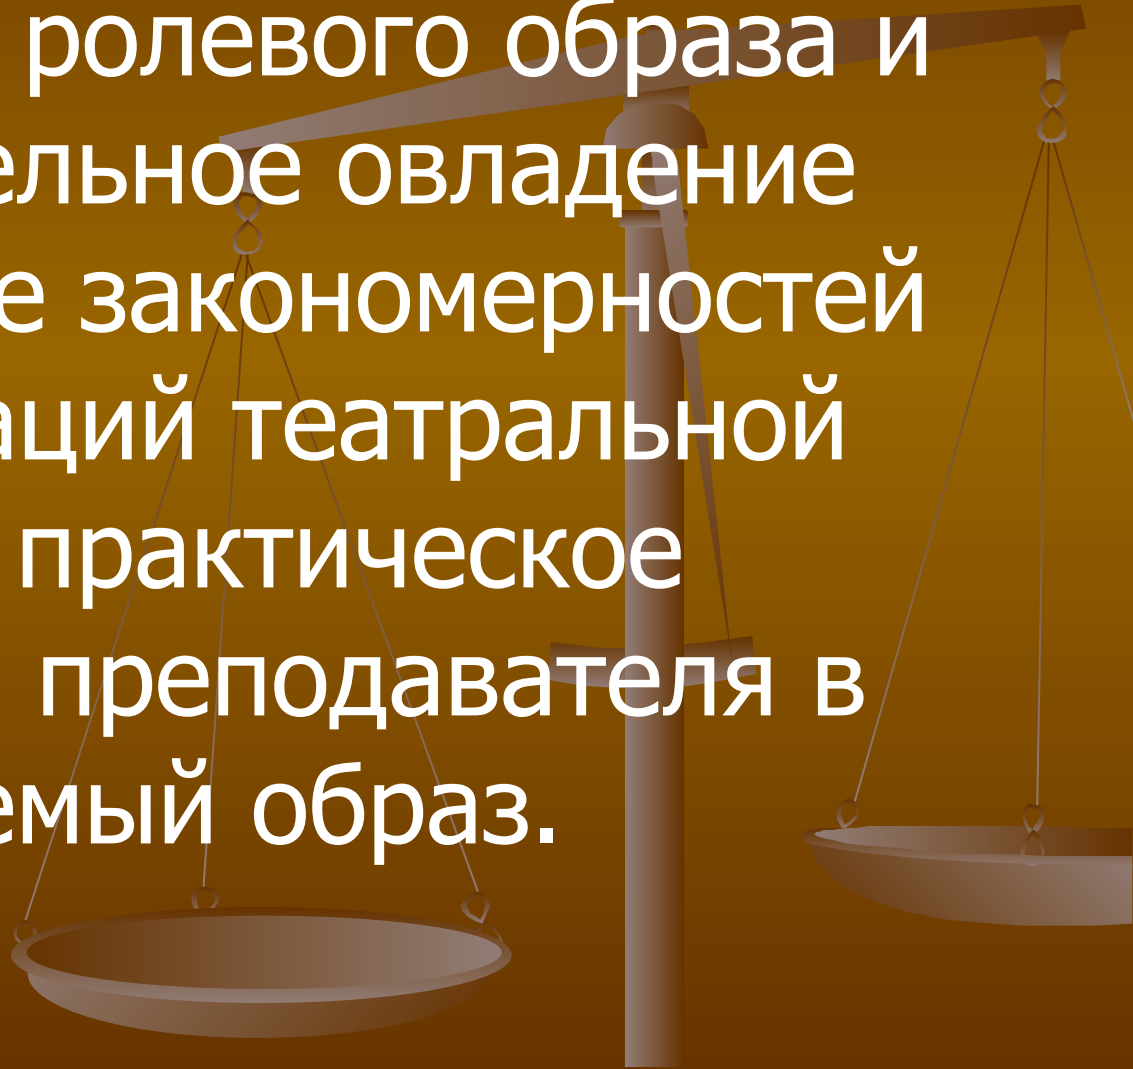 ролевого образа и
ельное овладение
е закономерностей
аций театральной
практическое
преподавателя в
емый образ.